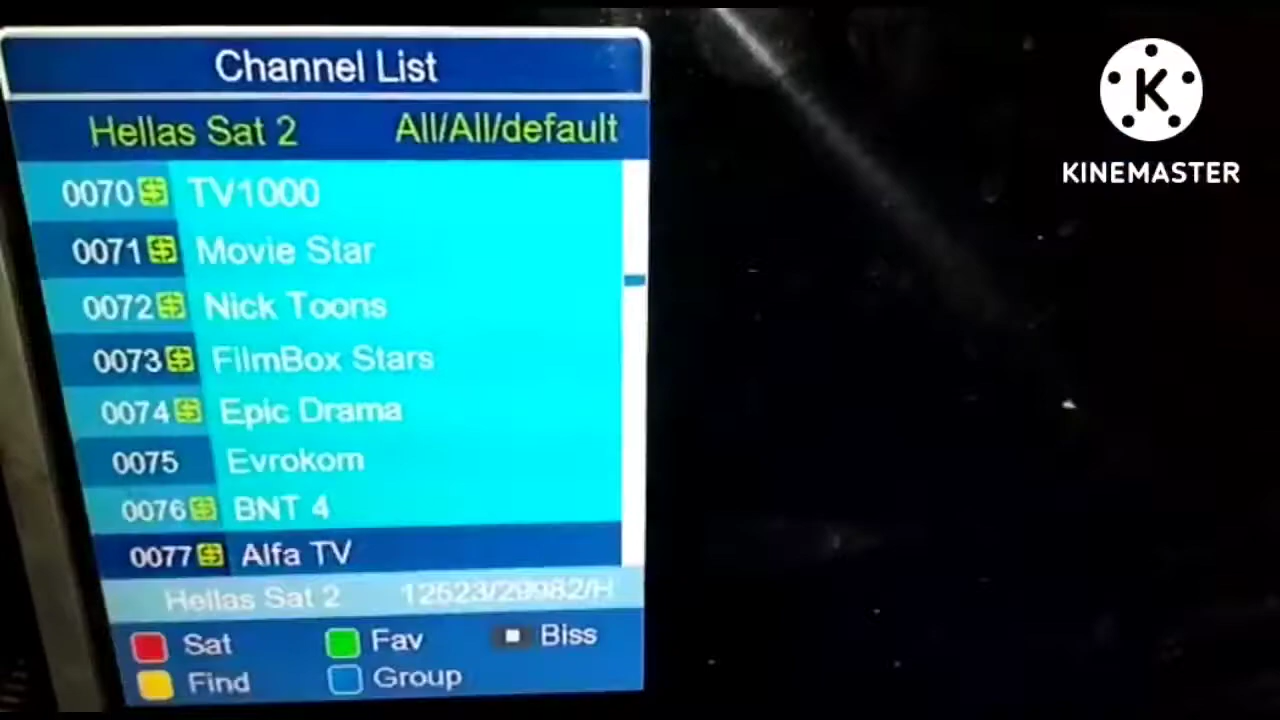 Channel List
Hellas Sat 2 All/All/default
0070 $ TV1000
0071 $ Movie Star
0072 $ Nick Toons
0073 $ FilmBox Stars
0074 $ Epic Drama
0075 Evrokom
0076 $ BNT 4
0077 $ Alfa TV
Hellas Sat 2 12523/29982/H
Sat Fav Biss
Find Group
K
KINEMASTER